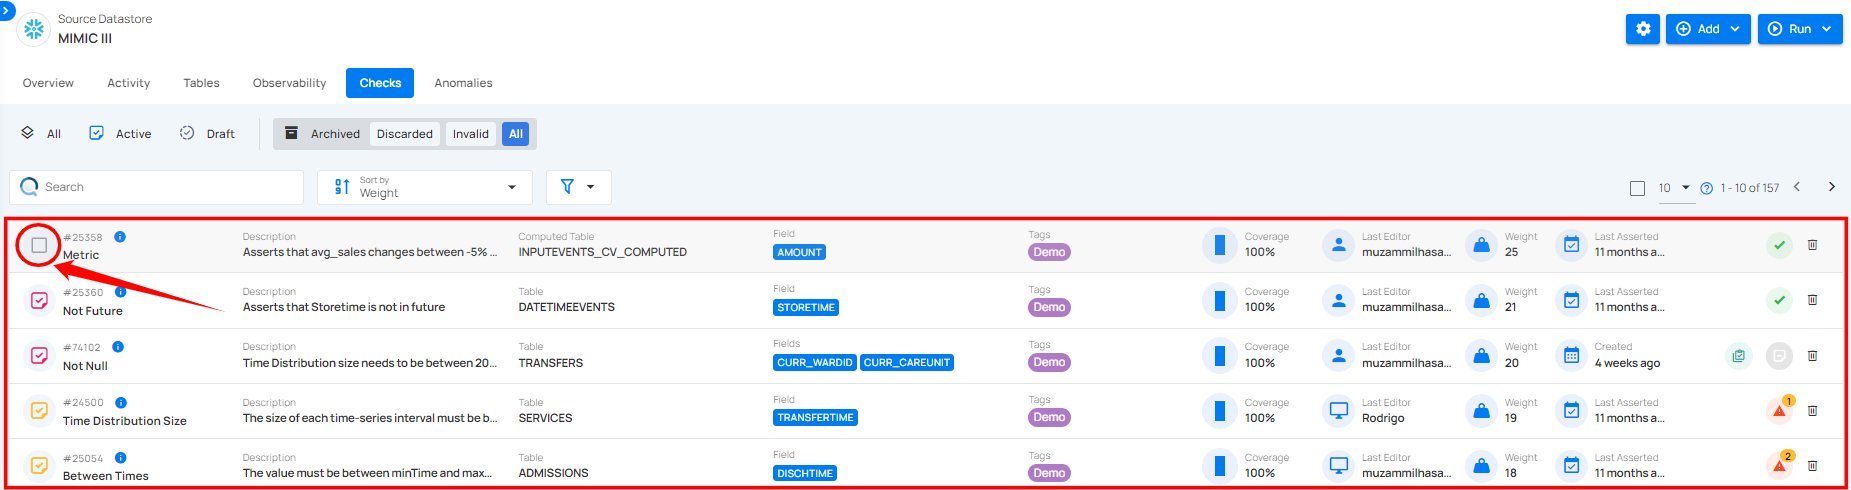 Source Datastore
MIMIC III
Add
Run
Overview
Activity
Tables
Observability
Checks
Anomalies
All
Active
Draft
Archived
Discarded
Invalid
All
Search
Sort by
Weight
10
1 - 10 of 157
#25358
Metric
Description
Asserts that avg_sales changes between -5% ...
Computed Table
INPUTEVENTS_CV_COMPUTED
Field
AMOUNT
Tags
Demo
Coverage
100%
Last Editor
muzammilhasa...
Weight
25
Last Asserted
11 months a...
#25360
Not Future
Description
Asserts that Storetime is not in future
Table
DATETIMEEVENTS
Field
STORETIME
Tags
Demo
Coverage
100%
Last Editor
muzammilhasa...
Weight
21
Last Asserted
11 months a...
#74102
Not Null
Description
Time Distribution size needs to be between 20...
Table
TRANSFERS
Fields
CURR_WARDID CURR_CAREUNIT
Tags
Demo
Coverage
100%
Last Editor
muzammilhasa...
Weight
20
Created
4 weeks ago
#24500
Time Distribution Size
Description
The size of each time-series interval must be b...
Table
SERVICES
Field
TRANSFERTIME
Tags
Demo
Coverage
100%
Last Editor
Rodrigo
Weight
19
Last Asserted
11 months a...
1
#25054
Between Times
Description
The value must be between minTime and max...
Table
ADMISSIONS
Field
DISCHTIME
Tags
Demo
Coverage
100%
Last Editor
muzammilhasa...
Weight
18
Last Asserted
11 months a...
2